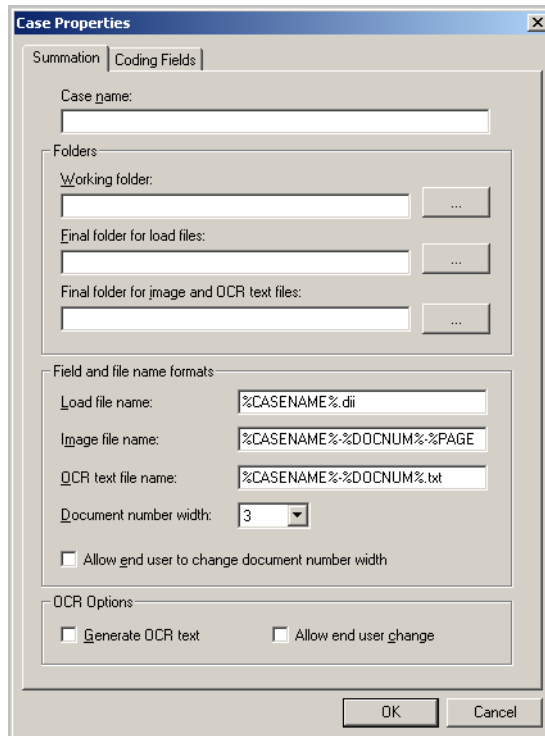 Case Properties
Summation Coding Fields
Case name:
Folders
Working folder:
...
Final folder for load files:
...
Final folder for image and OCR text files:
...
Field and file name formats
Load file name: %CASENAME%.dii
Image file name: %CASENAME%-%DOCNUM%-%PAGE
OCR text file name: %CASENAME%-%DOCNUM%.txt
Document number width: 3
Allow end user to change document number width
OCR Options
Generate OCR text Allow end user change
OK Cancel